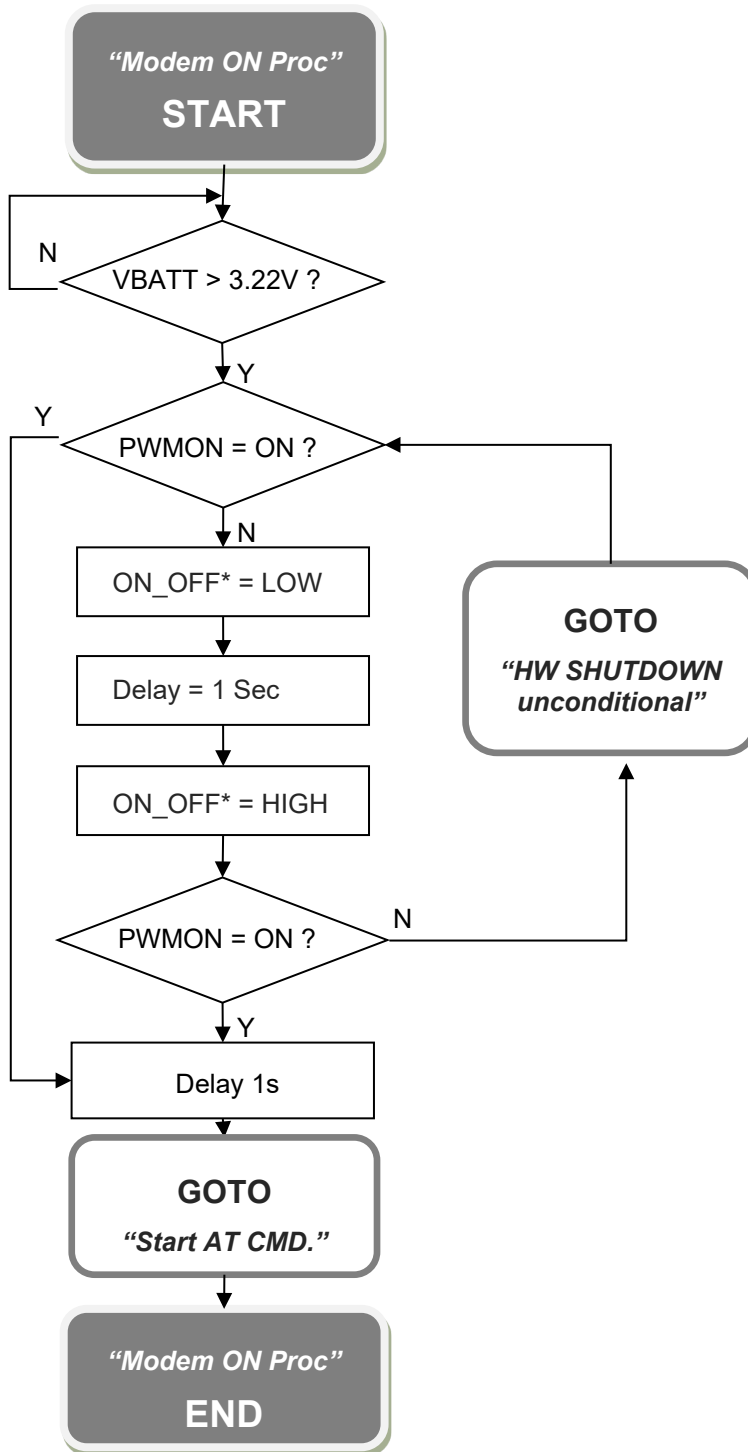 “Modem ON Proc”
START
N
VBATT > 3.22V ?
Y
Y
PWMON = ON ?
N
ON_OFF* = LOW
GOTO
“HW SHUTDOWN
unconditional”
Delay = 1 Sec
ON_OFF* = HIGH
PWMON = ON ?
N
Y
Delay 1s
GOTO
“Start AT CMD.”
“Modem ON Proc”
END